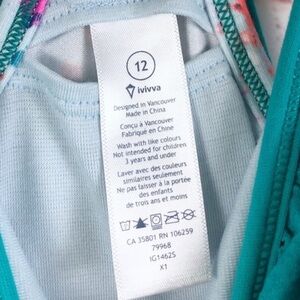 12
ivivva
Designed in Vancouver
Made in China
Conçu à Vancouver
Fabriqué en Chine
Wash with like colours
Not intended for children
3 years and under
Laver avec des couleurs
similaires seulement
Ne pas laisser à la portée
des enfants
de trois ans et moins
CA 35801 RN 106259
79968
IG1462S
X1